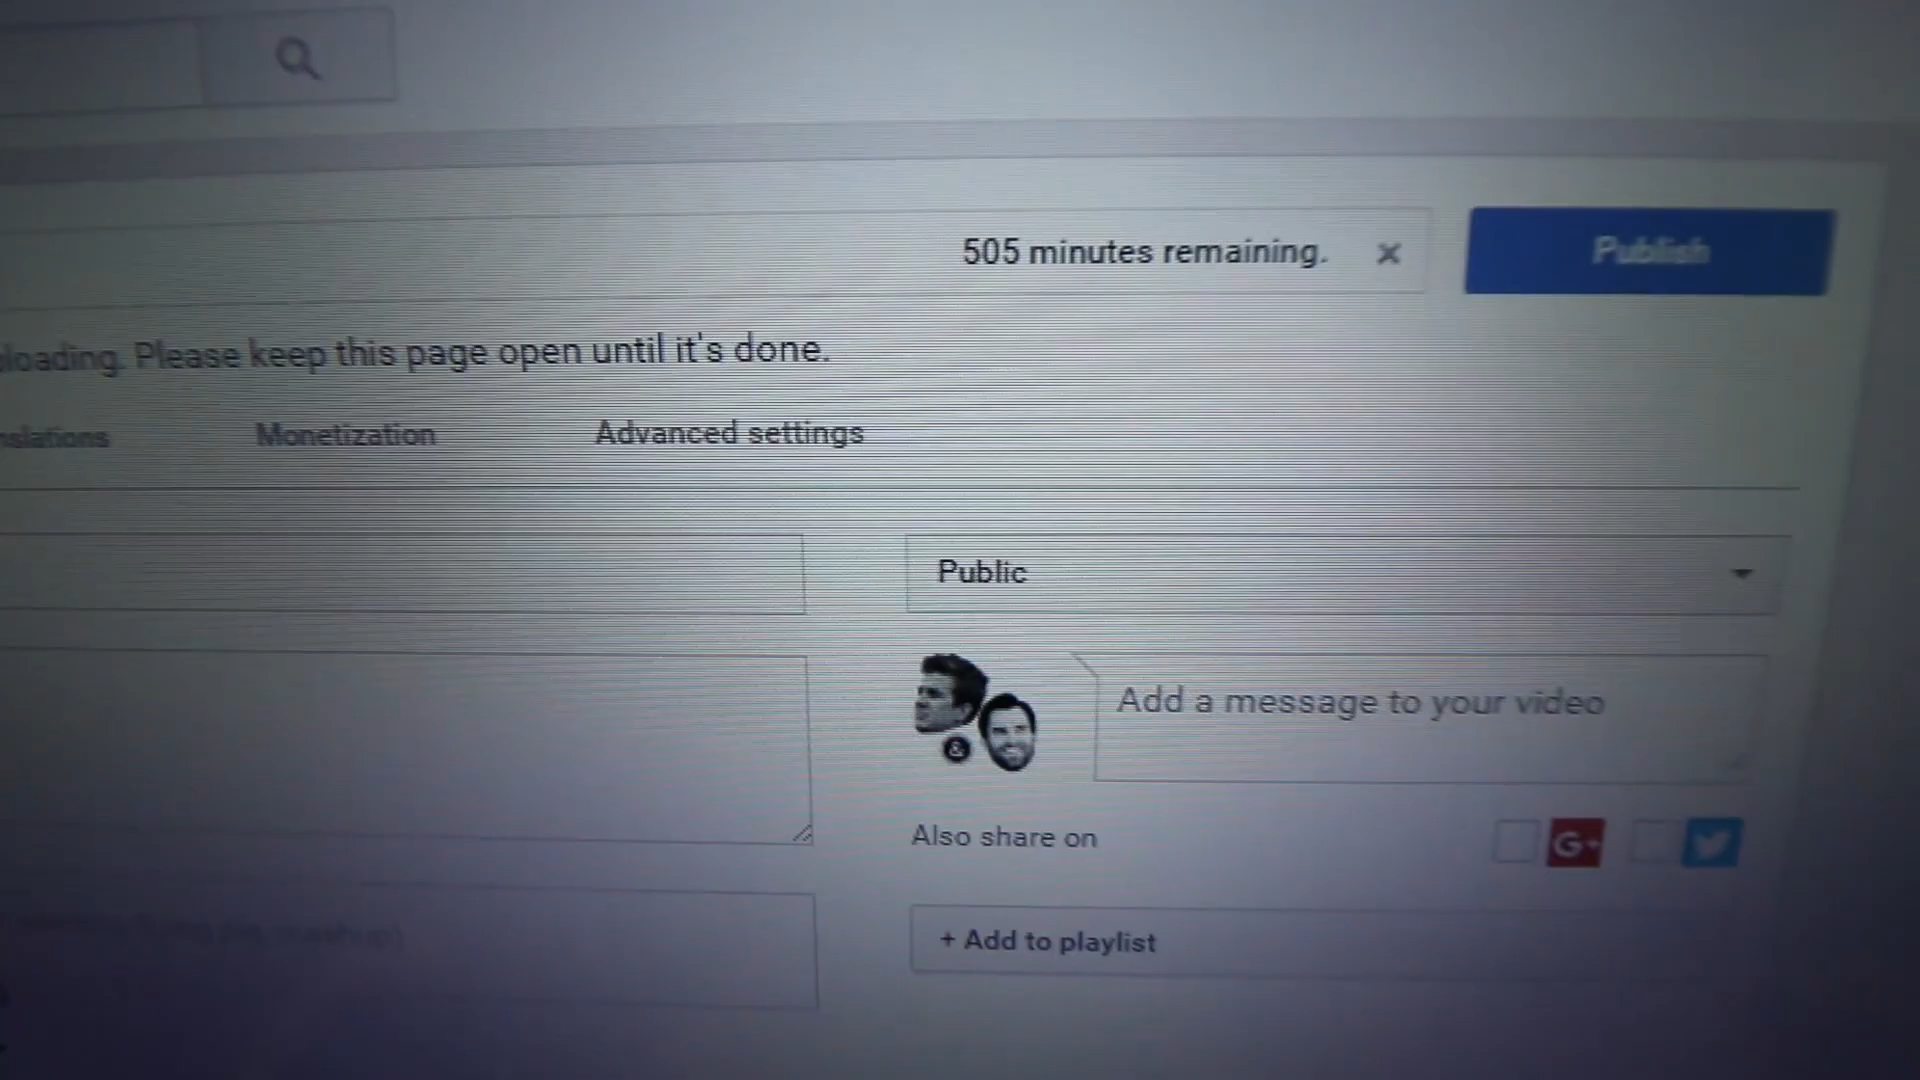 505 minutes remaining. ×
Publish
loading. Please keep this page open until it's done.
Monetization
Advanced settings
Public
&
Add a message to your video
Also share on
G+
+ Add to playlist